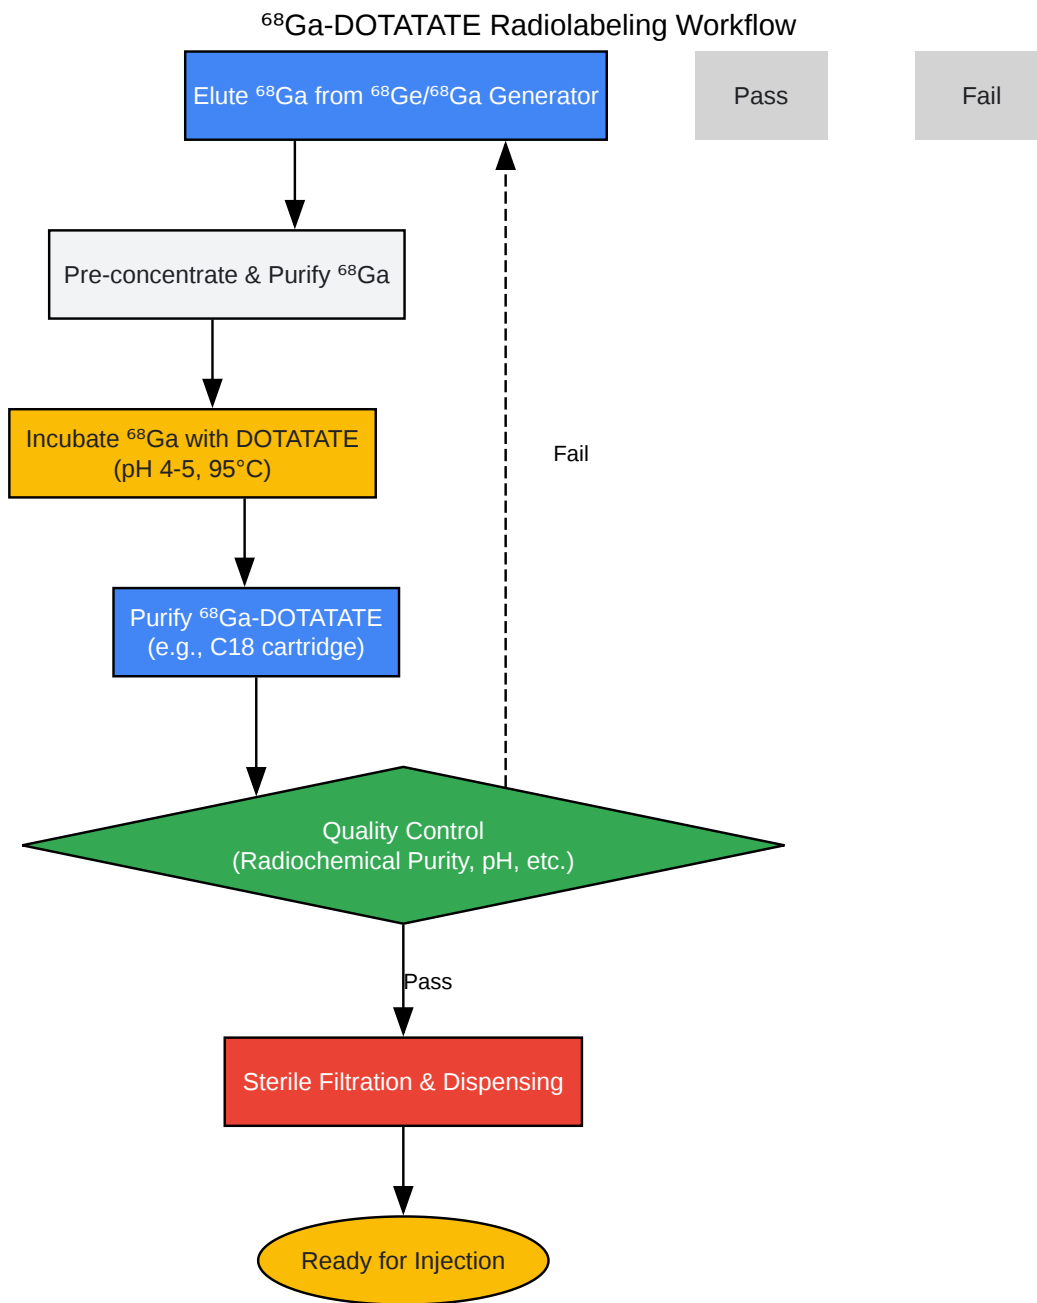 ⁶⁸Ga-DOTATATE Radiolabeling Workflow
Elute ⁶⁸Ga from ⁶⁸Ge/⁶⁸Ga Generator
Pass
Fail
Pre-concentrate & Purify ⁶⁸Ga
Incubate ⁶⁸Ga with DOTATATE
(pH 4-5, 95°C)
Fail
Purify ⁶⁸Ga-DOTATATE
(e.g., C18 cartridge)
Quality Control
(Radiochemical Purity, pH, etc.)
Pass
Sterile Filtration & Dispensing
Ready for Injection